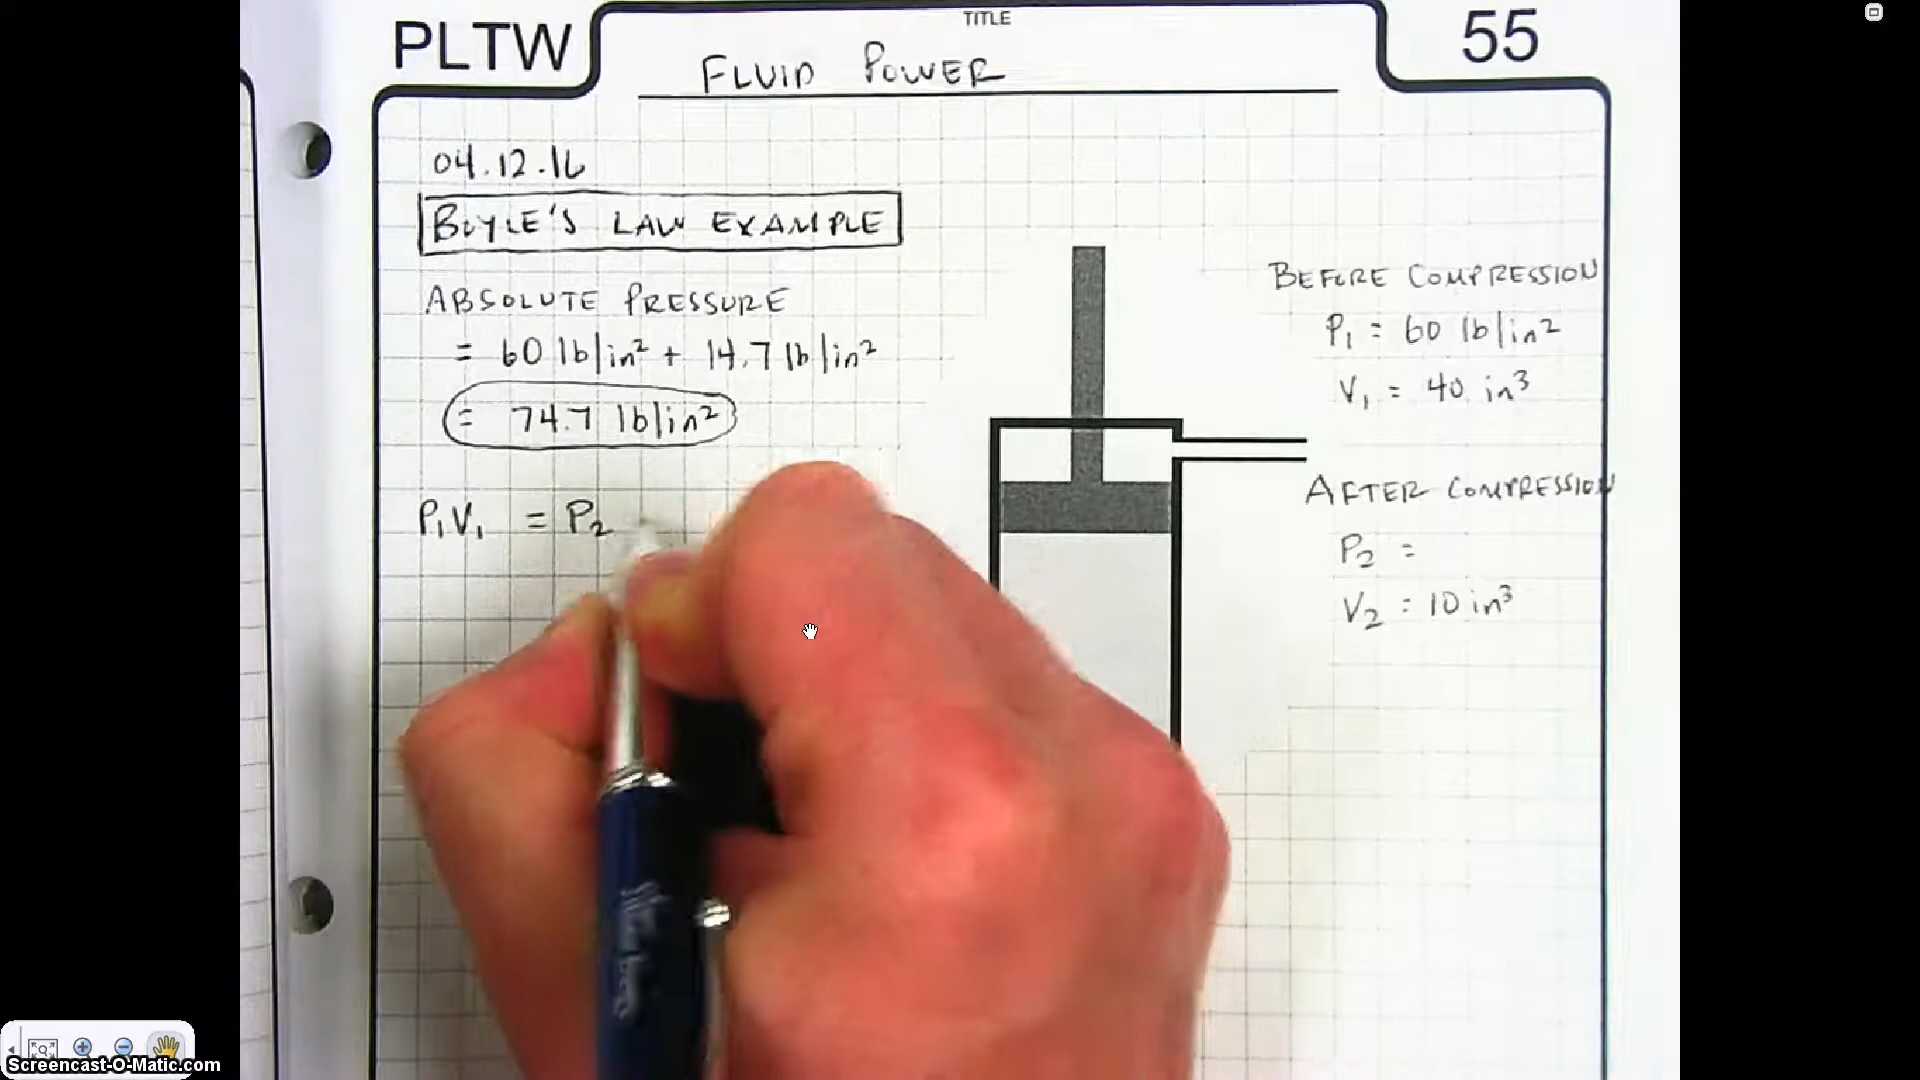 PLTW
TITLE
55
FLUID POWER
04.12.16
BOYLE'S LAW EXAMPLE
ABSOLUTE PRESSURE
= 60 lb/in² + 14.7 lb/in²
= 74.7 lb/in²
P₁V₁ = P₂
BEFORE COMPRESSION
P₁ = 60 lb/in²
V₁ = 40 in³
AFTER COMPRESSION
P₂ =
V₂ = 10 in³
Screencast-O-Matic.com